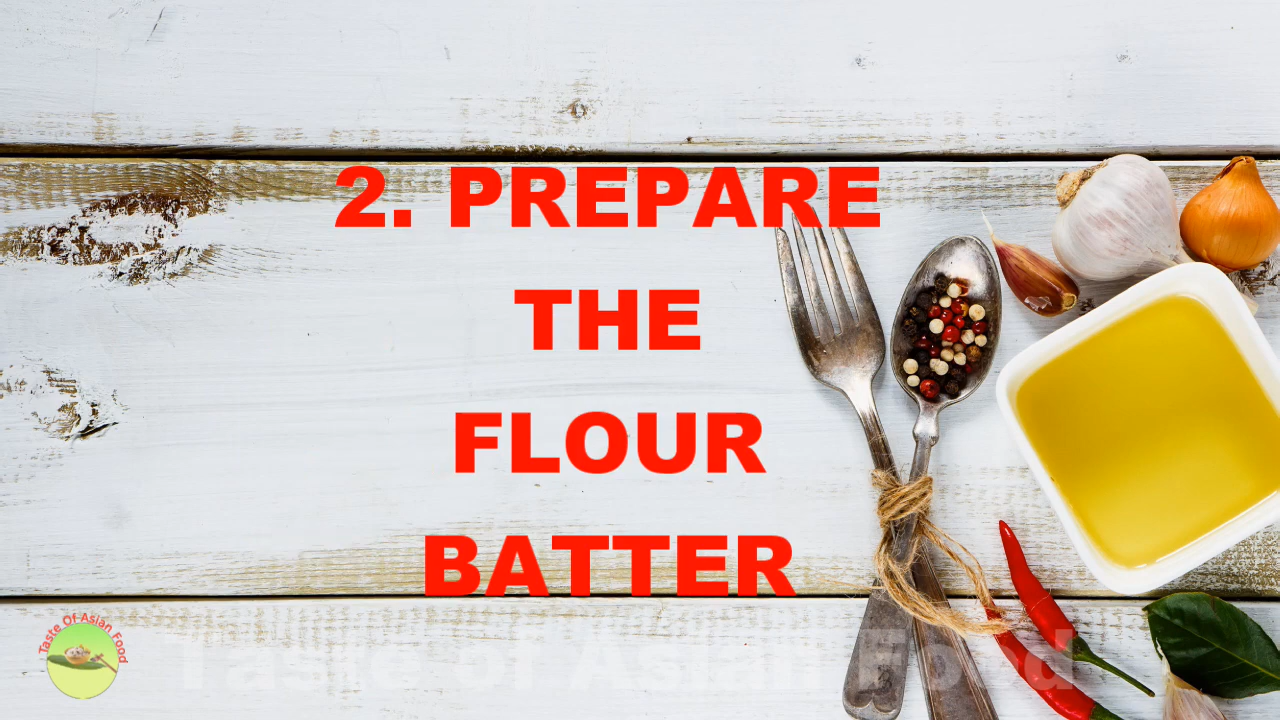 2. PREPARE
THE
FLOUR
BATTER
Taste Of Asian Food
Taste of Asian Food